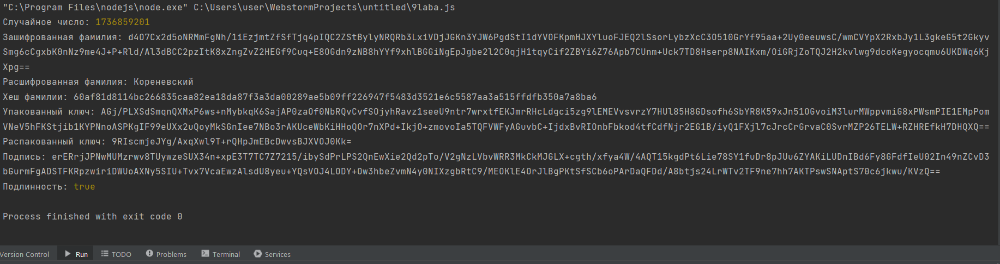 "C:\Program Files\nodejs\node.exe" C:\Users\user\WebstormProjects\untitled\9laba.js
Случайное число: 1736859201
Зашифрованная фамилия: d4O7Cx2d5oNRMmFgNh/1iEzjmtZfSfTjq4pIQC2ZStBylyNRQRb3LxiVDjJGKn3YJW6PgdStI1dYVOFKpmHJXYluoFJEQ2lSsorLybzXcC3O510GrYf95aa+2Uy0eeuwsC/wmCVYpX2RxbJy1L3gkeG5t2Gkyv
Smg6cCgxbK0nNz9me4J+P+Rld/Al3dBCC2pzItK8xZngZvZ2HEGf9Cuq+E8OGdn9zNB8hYYf9xhlBGGiNgEpJgbe2l2C0qjH1tqyCif2ZBYi6Z76Apb7CUnm+Uck7TD8Hserp8NAIKxm/OiGRjZoTQJ2H2kvlwg9dcoKegyocqmu6UKDWq6Kj
Xpg==
Расшифрованная фамилия: Кореневский
Хеш фамилии: 60af81d8114bc266835caa82ea18da87f3a3da00289ae5b09ff226947f5483d3521e6c5587aa3a515ffdfb350a7a8ba6
Упакованный ключ: AGj/PLXSdSmqnQXMxP6ws+nMybkqK6SajAP0zaOf0NbRQvCvfSOjyhRavz1seeU9ntr7wrxtfEKJmrRHcLdgci5zg9lEMEVvsvrzY7HUl85H8GDsofh6SbYR8K59xJn51OGvoiM3lurMWppvmiG8xPWsmPIE1EMpPom
VNeV5hFKStjib1KYPNnoASPKgIF99eUXx2uQoyMkSGnIee7NBo3rAKUceWbKiHHoQOr7nXPd+IkjO+zmovoIa5TQFVWFyAGuvbC+IjdxBvRIOnbFbkod4tfCdfNjr2EG1B/iyQ1FXjl7cJrcCrGrvaC0SvrMZP26TELW+RZHREfkH7DHQXQ==
Распакованный ключ: 9RIscmjeJYg/AxqXwl9T+rQHpJmEBcDwvsBJXVOJ0Kk=
Подпись: erERrjJPNwMUMzrwv8TUywzeSUX34n+xpE3T7TC7Z7215/ibySdPrLPS2QnEwXie2Qd2pTo/V2gNzLVbvWRR3MkCkMJGLX+cgth/xfya4W/4AQT15kgdPt6Lie78SY1fuDr8pJUu6ZYAKiLUDnIBd6Fy8GFdfIeU02In49nZCvD3
bGurmFgADSTFKRpzwiriDWUoAXNy5SIU+Tvx7VcaEwzAlsdU8yeu+YQsVOJ4LODY+Ow3hbeZvmN4y0NIXzgbRtC9/MEOKlE4OrJlBgPKtSfSCb6oPArDaQFDd/A8btjs24LrWTv2TF9ne7hh7AKTPswSNAptS70c6jkwu/KVzQ==
Подлинность: true
Process finished with exit code 0
Version Control Run TODO Problems Terminal Services